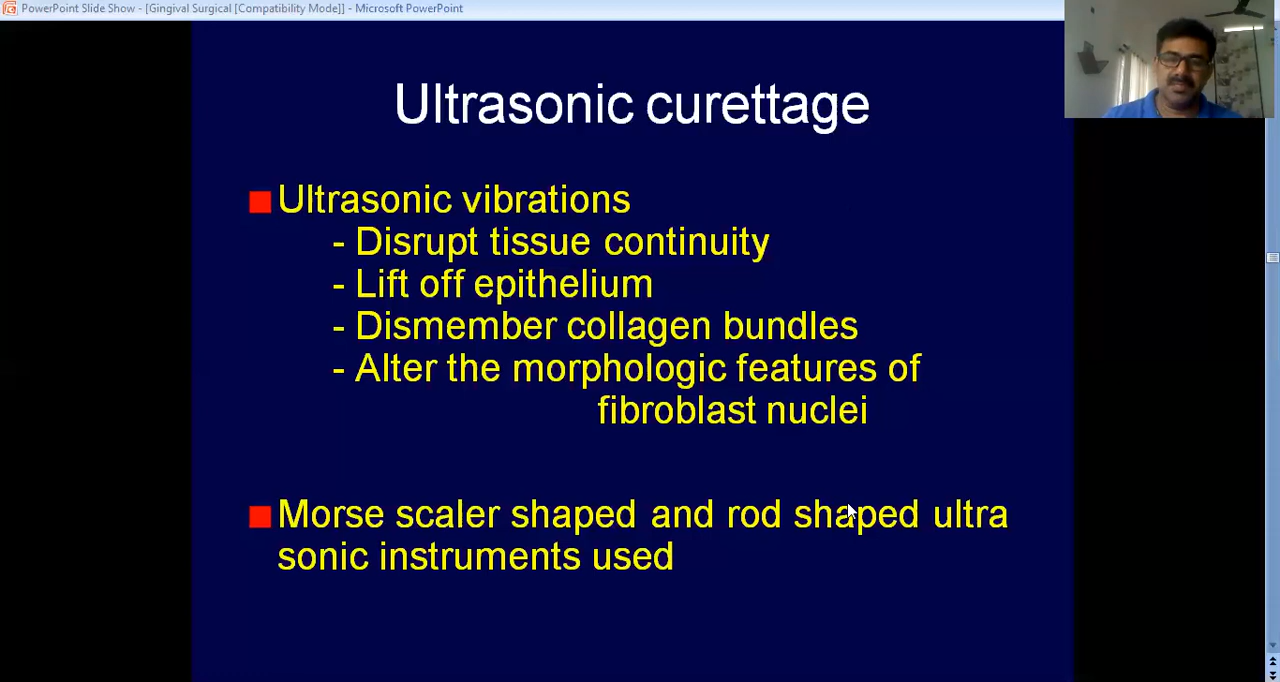 PowerPoint Slide Show - [Gingival Surgical [Compatibility Mode]] - Microsoft PowerPoint
Ultrasonic curettage
Ultrasonic vibrations
- Disrupt tissue continuity
- Lift off epithelium
- Dismember collagen bundles
- Alter the morphologic features of
fibroblast nuclei
Morse scaler shaped and rod shaped ultra
sonic instruments used